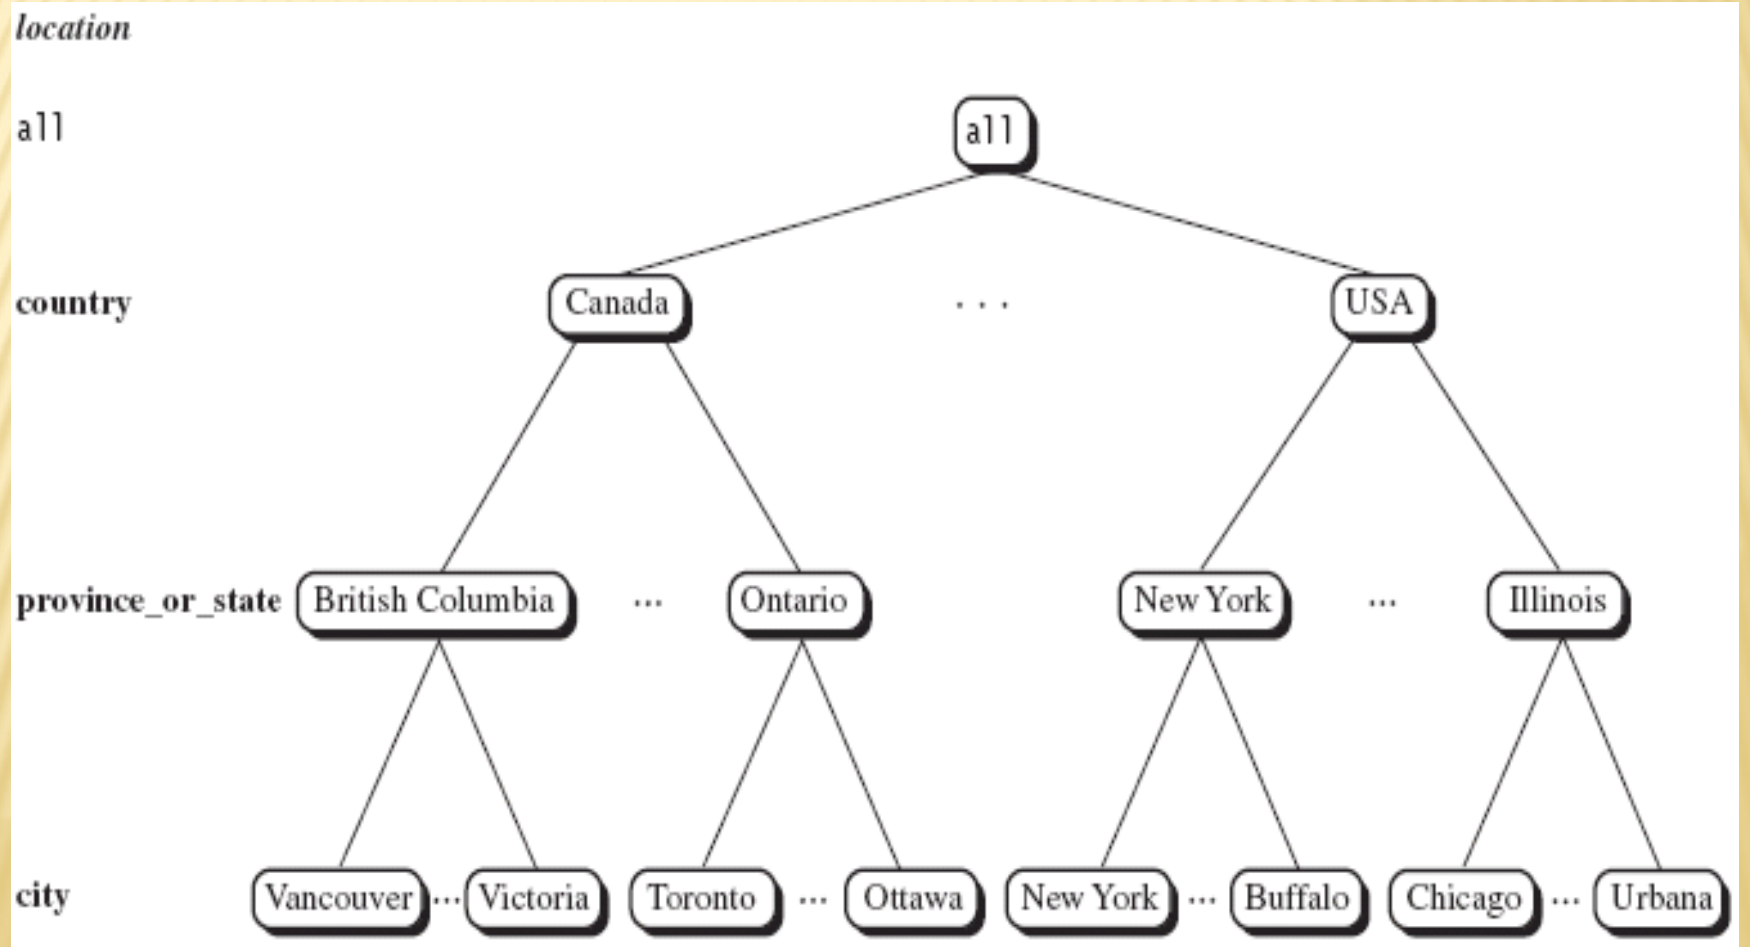 location
all all
country Canada ... USA
province_or_state British Columbia ... Ontario New York ... Illinois
city Vancouver ... Victoria Toronto ... Ottawa New York ... Buffalo Chicago ... Urbana